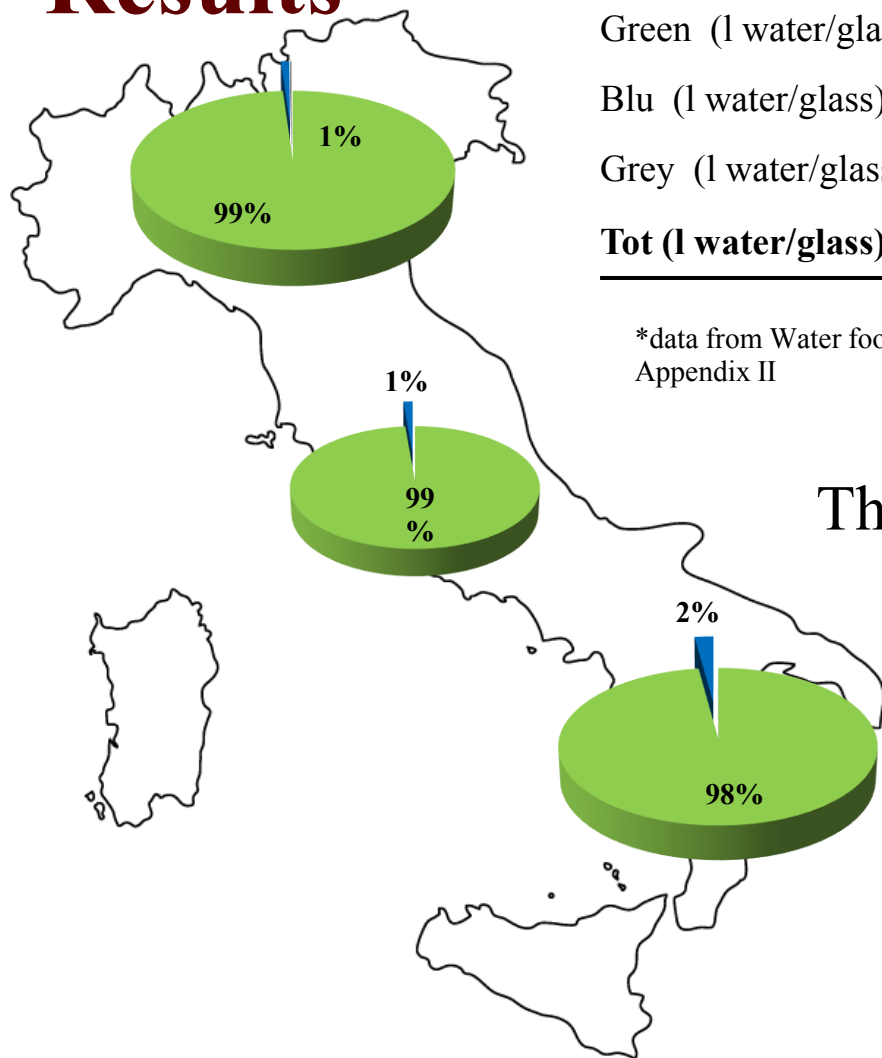 Results
Green (l water/gla
Blu (l water/glass)
Grey (l water/glass
Tot (l water/glass)
*data from Water foo
Appendix II
1%
99%
1%
99
%
Th
2%
98%